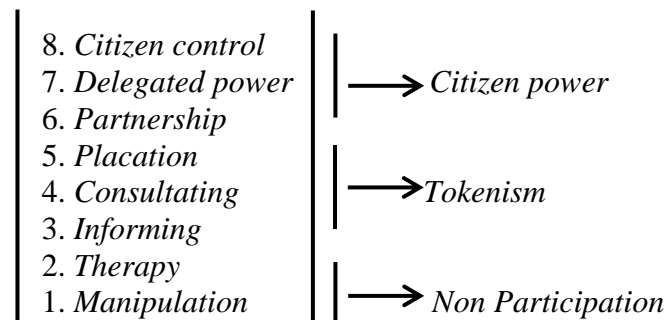 8. Citizen control
7. Delegated power
6. Partnership
5. Placation
4. Consultating
3. Informing
2. Therapy
1. Manipulation
Citizen power
Tokenism
Non Participation